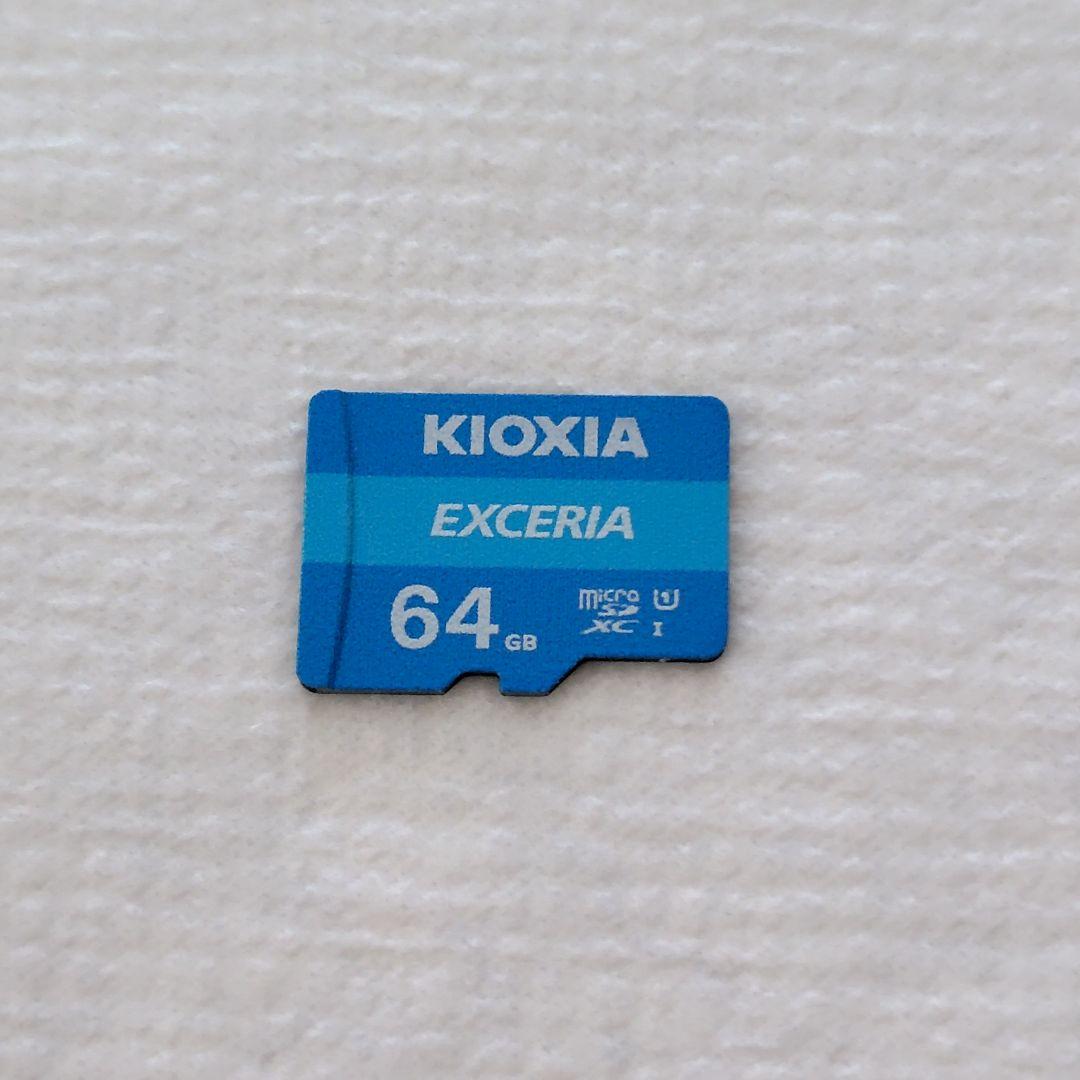 KIOXIA
EXCERIA
64 GB
micro SD XC U1 I